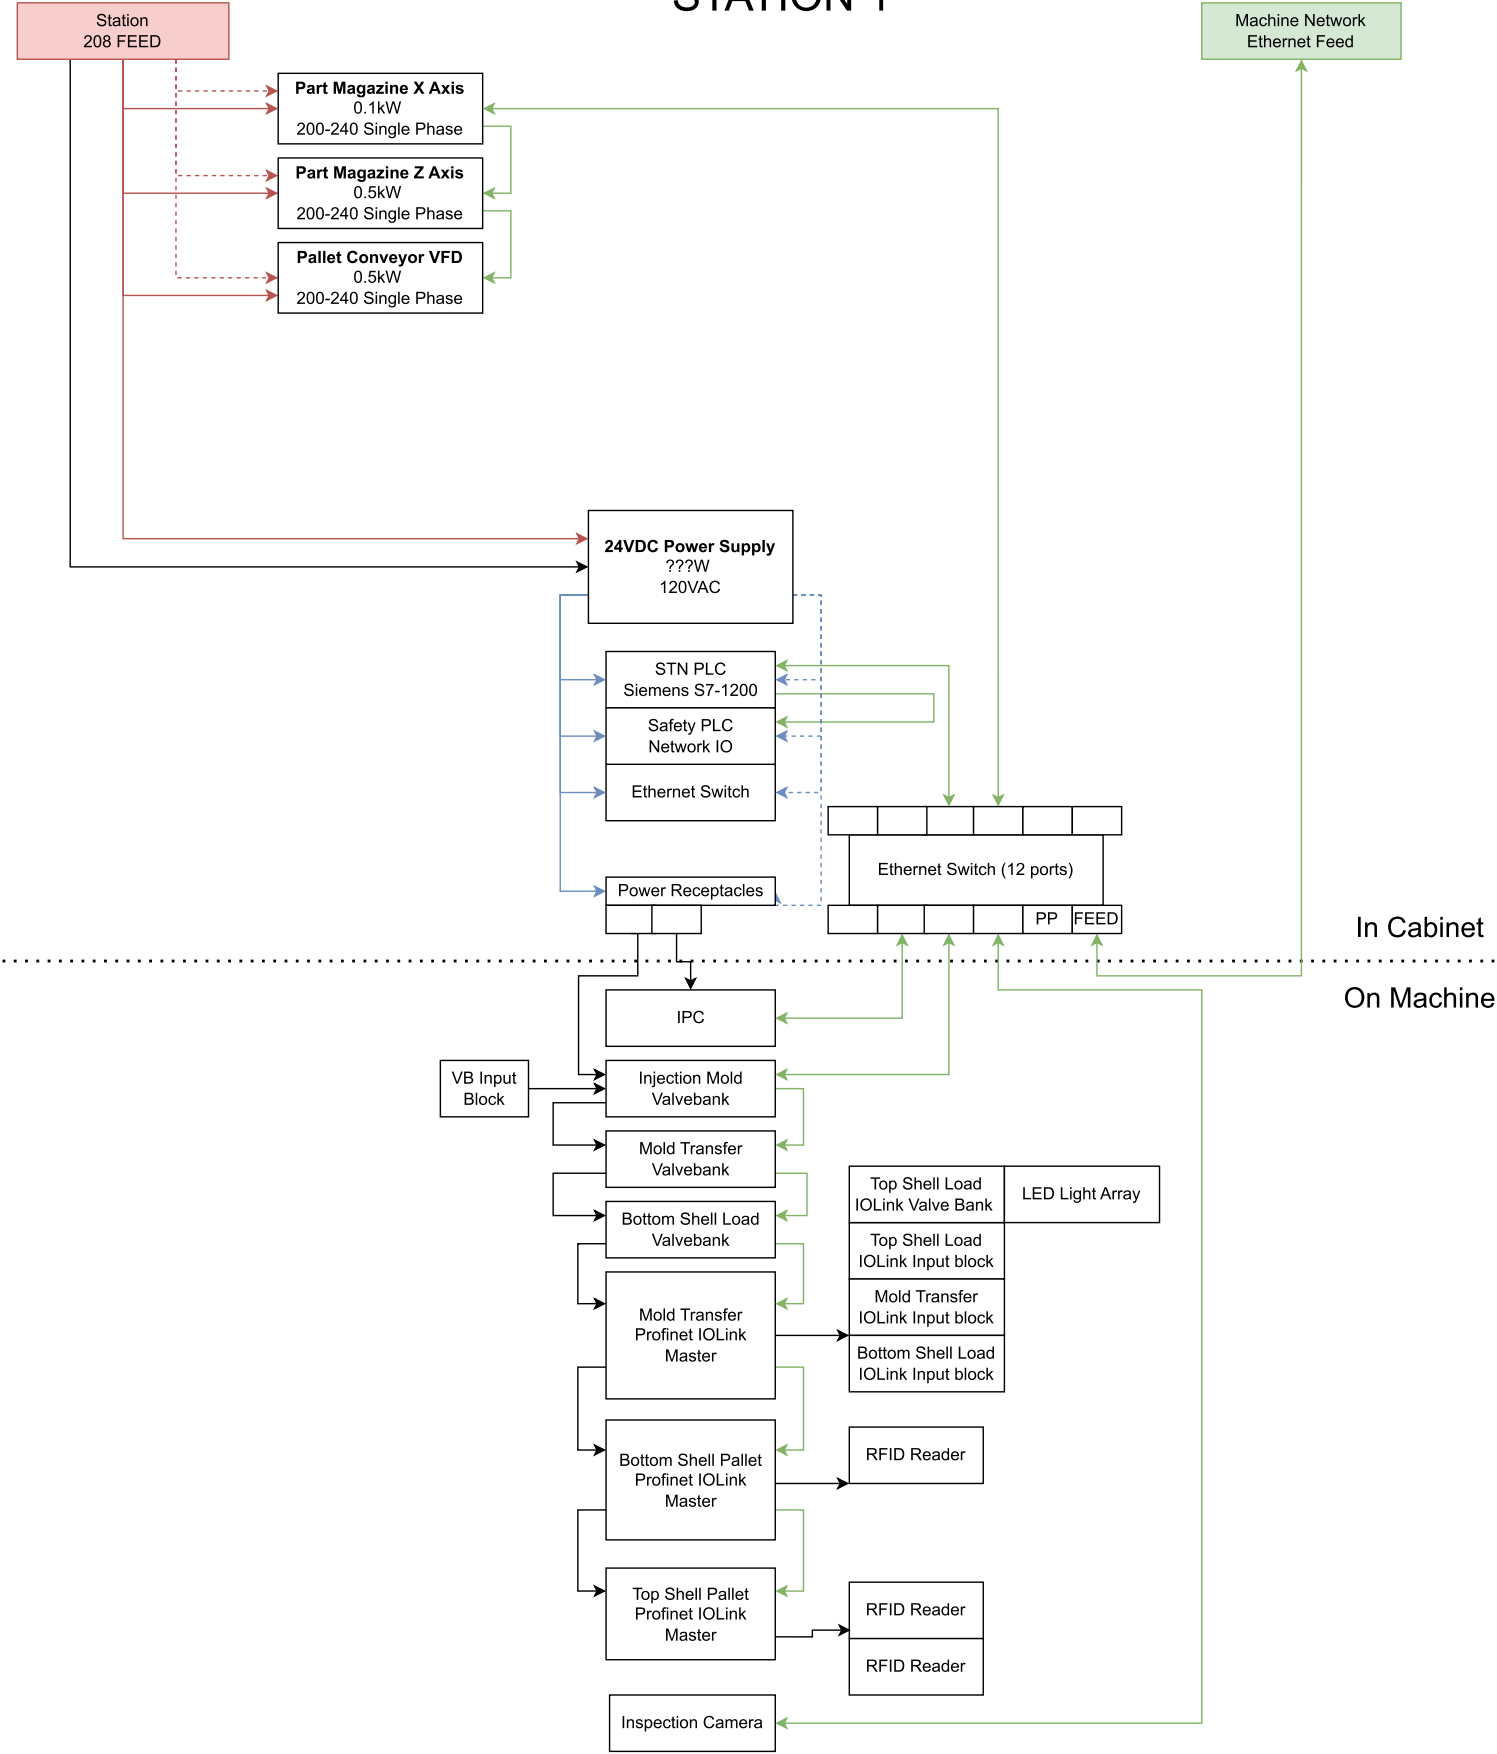 STATION 1
Station
208 FEED
Machine Network
Ethernet Feed
Part Magazine X Axis
0.1kW
200-240 Single Phase
Part Magazine Z Axis
0.5kW
200-240 Single Phase
Pallet Conveyor VFD
0.5kW
200-240 Single Phase
24VDC Power Supply
???W
120VAC
STN PLC
Siemens S7-1200
Safety PLC
Network IO
Ethernet Switch
Ethernet Switch (12 ports)
Power Receptacles
PP
FEED
In Cabinet
On Machine
IPC
VB Input
Block
Injection Mold
Valvebank
Mold Transfer
Valvebank
Bottom Shell Load
Valvebank
Top Shell Load
IOLink Valve Bank
LED Light Array
Top Shell Load
IOLink Input block
Mold Transfer
IOLink Input block
Bottom Shell Load
IOLink Input block
Mold Transfer
Profinet IOLink
Master
Bottom Shell Pallet
Profinet IOLink
Master
RFID Reader
Top Shell Pallet
Profinet IOLink
Master
RFID Reader
RFID Reader
Inspection Camera